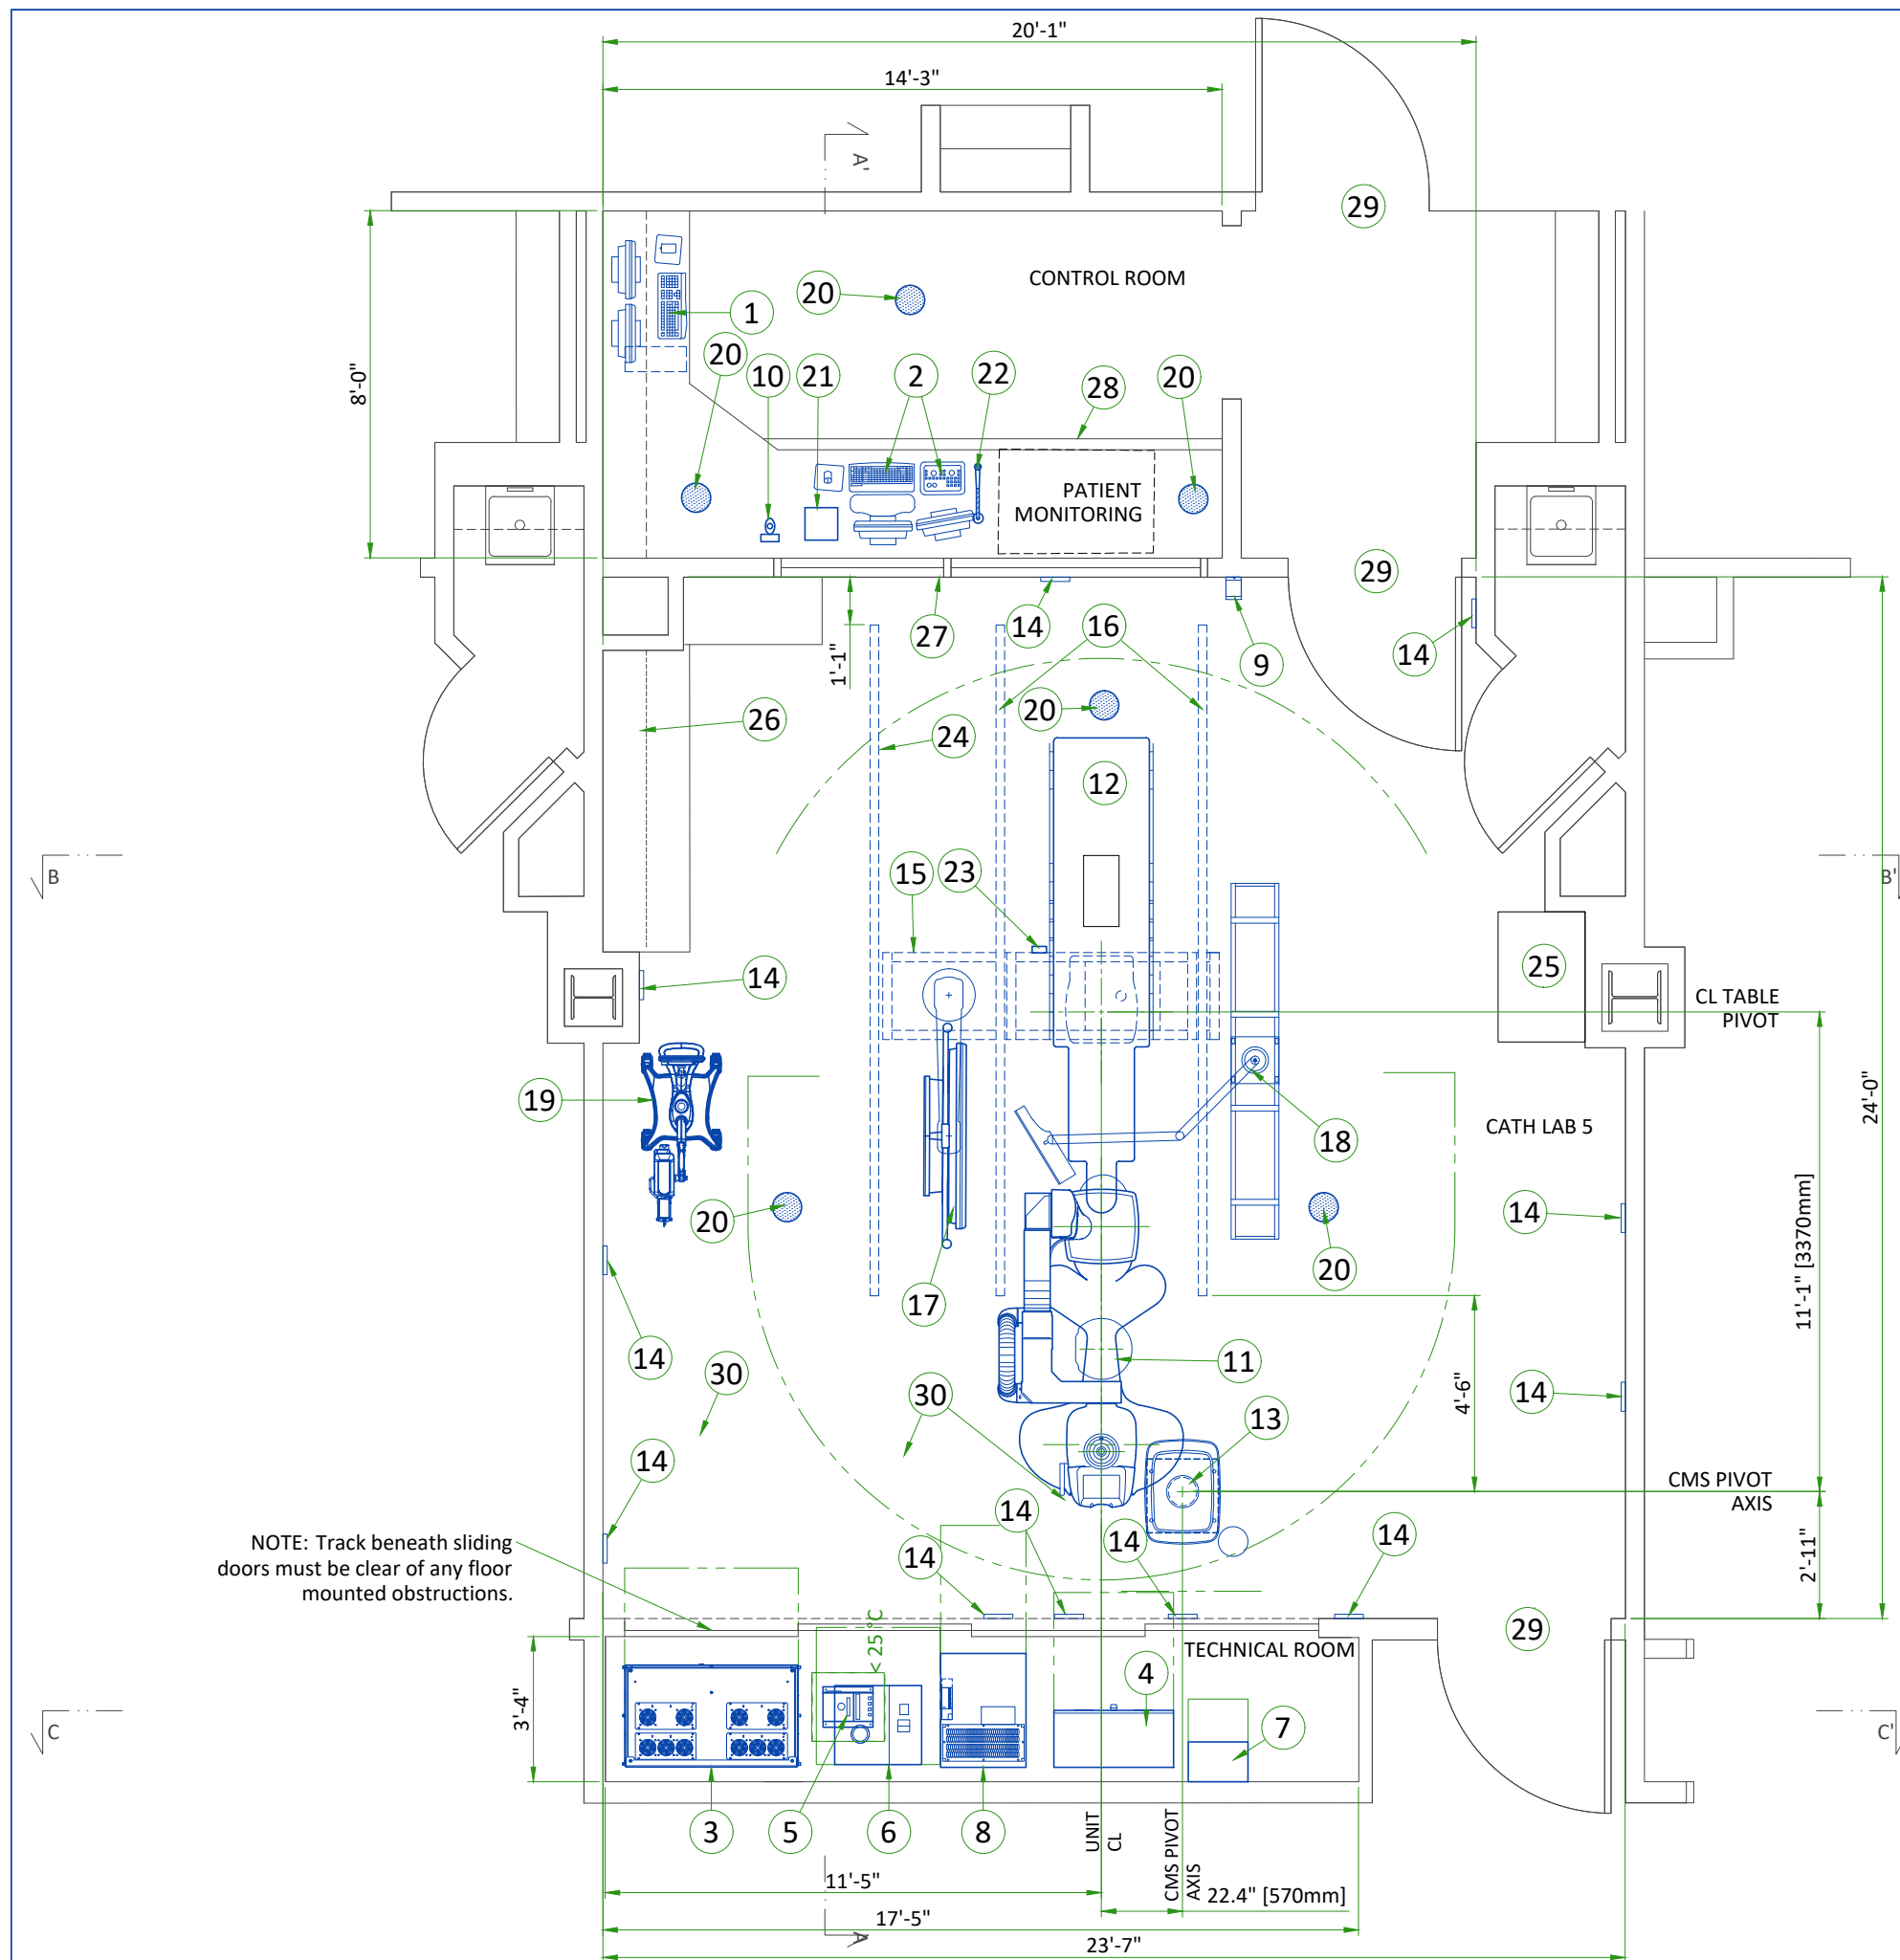 20'-1"
14'-3"
A'
29
CONTROL ROOM
20
1
8'-0"
20
10
21
2
22
28
20
PATIENT
MONITORING
29
1'-1"
27
14
16
9
14
20
26
24
12
B
15
23
B'
14
25
CL TABLE
PIVOT
19
18
CATH LAB 5
24'-0"
20
17
20
14
11'-1" [3370mm]
14
30
11
30
4'-6"
13
14
14
CMS PIVOT
AXIS
14
14
14
14
2'-11"
NOTE: Track beneath sliding
doors must be clear of any floor
mounted obstructions.
< 25 °C
29
TECHNICAL ROOM
4
3'-4"
7
C
C'
3
5
6
8
UNIT
CL
CMS PIVOT
AXIS
11'-5"
22.4" [570mm]
17'-5"
A
23'-7"